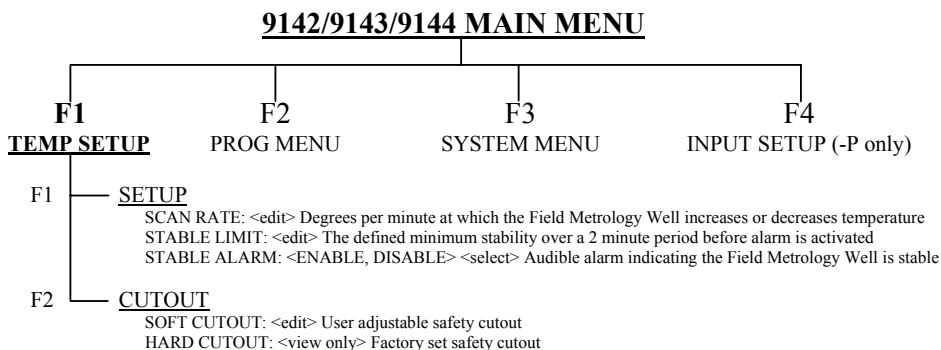 9142/9143/9144 MAIN MENU
F1 F2 F3 F4
TEMP SETUP PROG MENU SYSTEM MENU INPUT SETUP (-P only)
F1 SETUP
SCAN RATE: <edit> Degrees per minute at which the Field Metrology Well increases or decreases temperature
STABLE LIMIT: <edit> The defined minimum stability over a 2 minute period before alarm is activated
STABLE ALARM: <ENABLE, DISABLE> <select> Audible alarm indicating the Field Metrology Well is stable
F2 CUTOUT
SOFT CUTOUT: <edit> User adjustable safety cutout
HARD CUTOUT: <view only> Factory set safety cutout